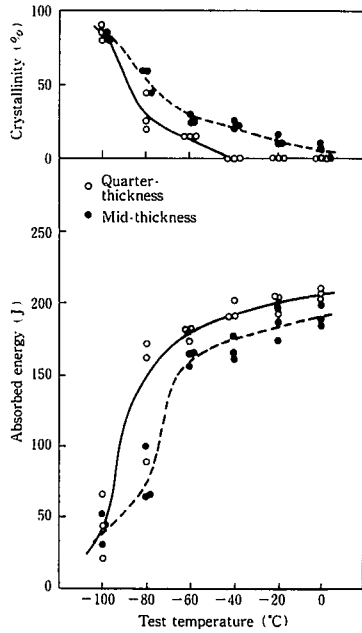 Crystallinity (%)
100
50
0
Quarter-
thickness
Mid-thickness
Absorbed energy (J)
250
200
150
100
50
0
-100 -80 -60 -40 -20 0
Test temperature (°C)